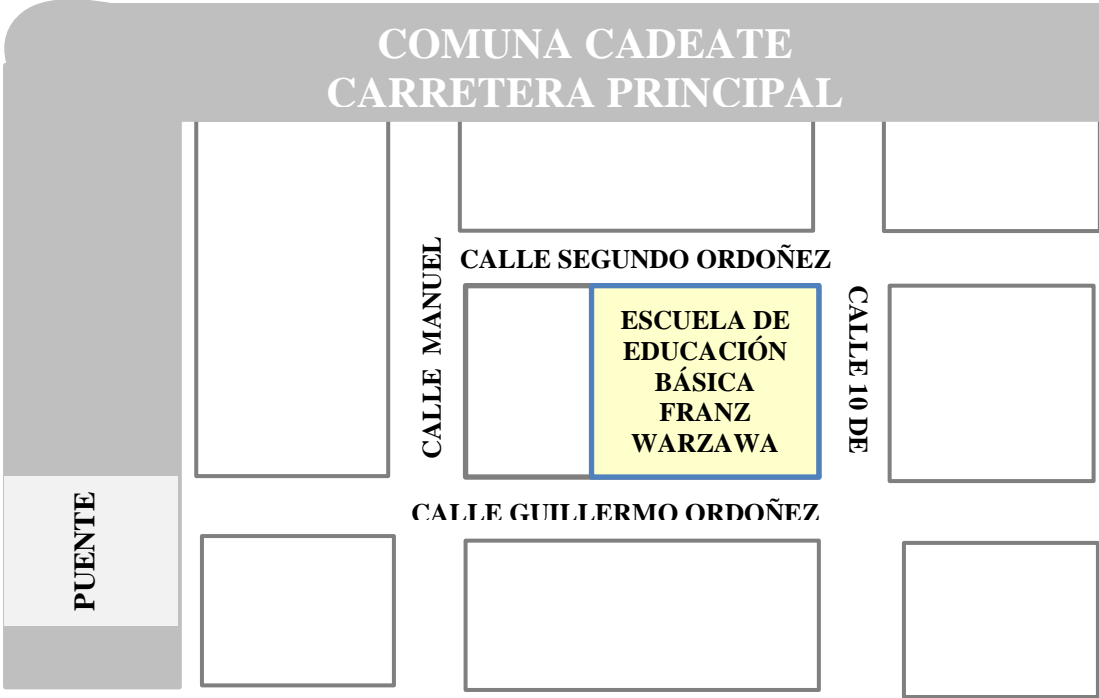 COMUNA CADEATE
CARRETERA PRINCIPAL
CALLE SEGUNDO ORDOÑEZ
CALLE MANUEL
ESCUELA DE
EDUCACIÓN
BÁSICA
FRANZ
WARZAWA
CALLE 10 DE
CALLE GUILLERMO ORDOÑEZ
PUENTE